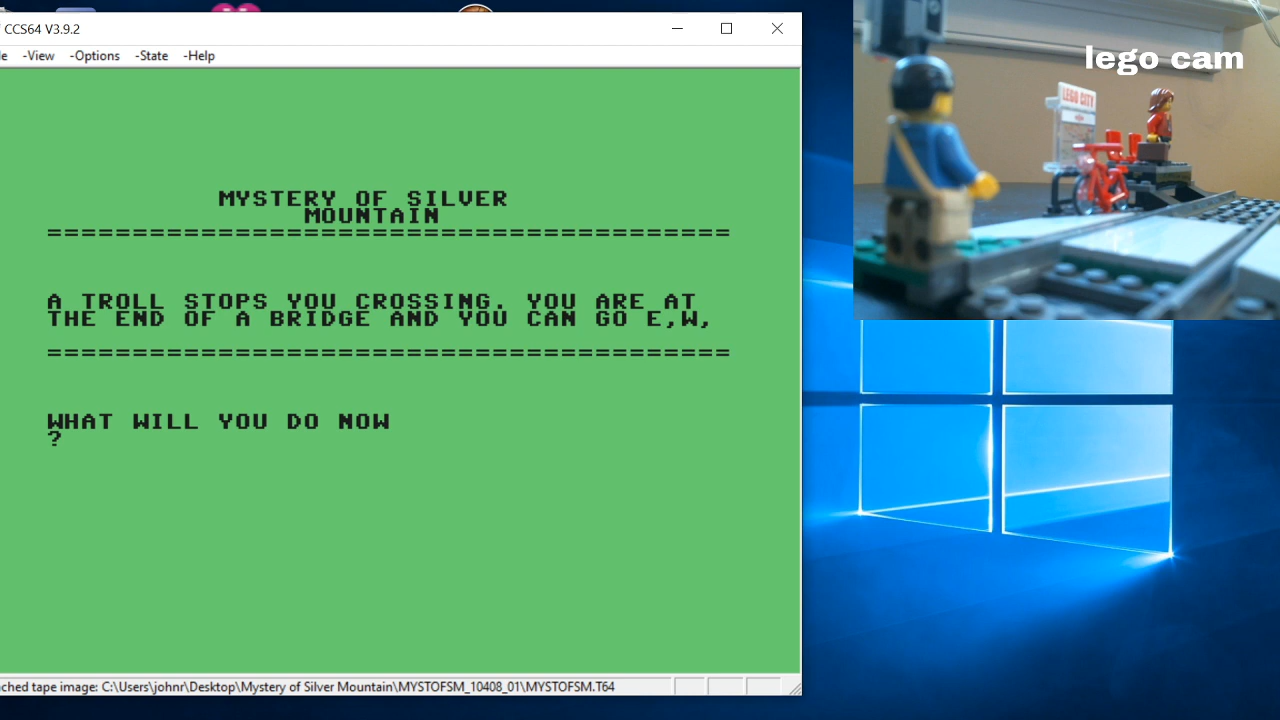 CCS64 V3.9.2
-View -Options -State -Help
MYSTERY OF SILVER
MOUNTAIN
========================================
A TROLL STOPS YOU CROSSING. YOU ARE AT
THE END OF A BRIDGE AND YOU CAN GO E,W,
========================================
WHAT WILL YOU DO NOW
?
ched tape image: C:\Users\johnr\Desktop\Mystery of Silver Mountain\MYSTOFSM_10408_01\MYSTOFSM.T64
lego cam
LEGO CITY